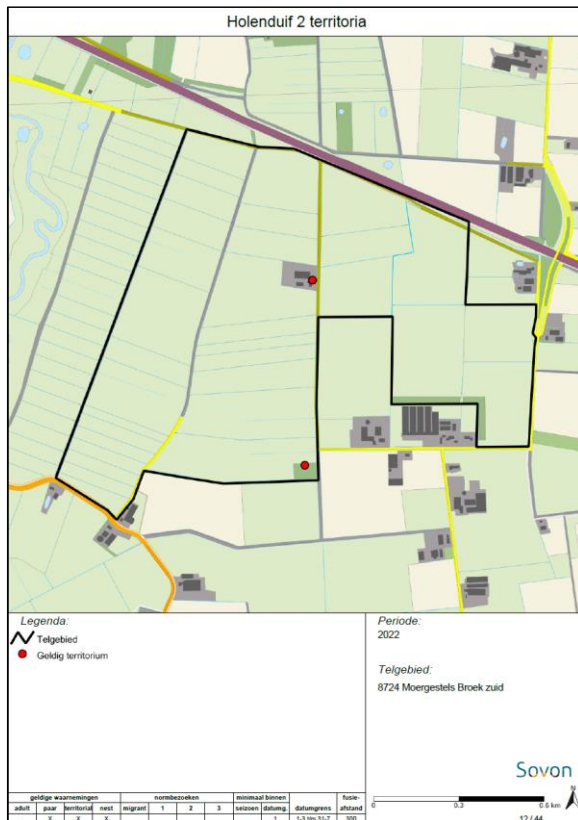 Holenduif 2 territoria
Legenda:
Telgebied
Geldig territorium
Periode:
2022
Telgebied:
8724 Moergestels Broek zuid
Sovon
0 0.3 0.6 km
geldige waarnemingen normbezoeken minimaal binnen fusie-
adult paar territorial nest migrant 1 2 3 seizoen datumg. datumgrens afstand
X X X 1 1-3 t/m 31-7 300
12 / 44